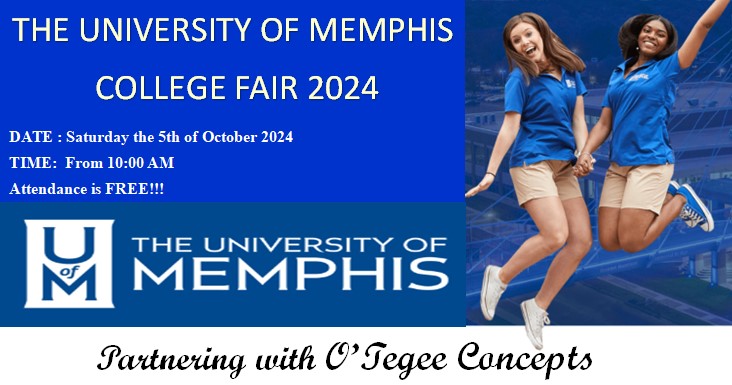 THE UNIVERSITY OF MEMPHIS
COLLEGE FAIR 2024
DATE : Saturday the 5th of October 2024
TIME: From 10:00 AM
Attendance is FREE!!!
U
of
M
THE UNIVERSITY OF
MEMPHIS
Partnering with O'Tegee Concepts